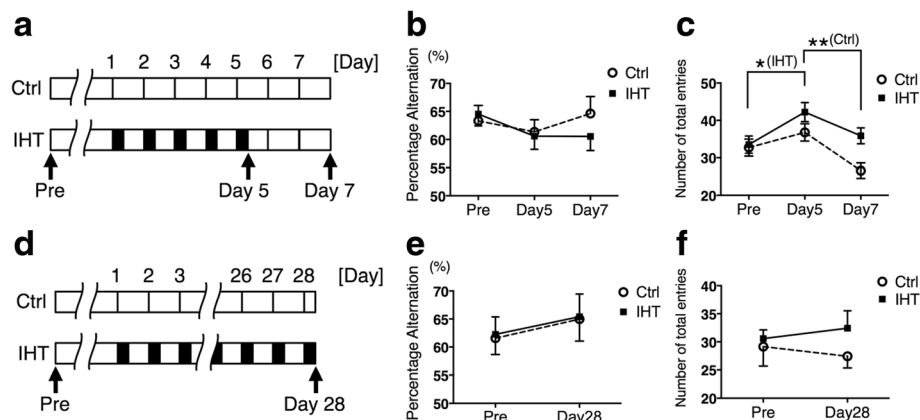 a
1 2 3 4 5 6 7 [Day]
Ctrl
IHT
Pre Day 5 Day 7
b
(%)
Percentage Alternation
70
65
60
55
50
Pre Day5 Day7
Ctrl
IHT
c
*(IHT)
**(Ctrl)
Number of total entries
50
40
30
20
Pre Day5 Day7
Ctrl
IHT
d
1 2 3 26 27 28 [Day]
Ctrl
IHT
Pre Day 28
e
(%)
Percentage Alternation
70
65
60
55
50
Pre Day28
Ctrl
IHT
f
Number of total entries
40
35
30
25
20
Pre Day28
Ctrl
IHT